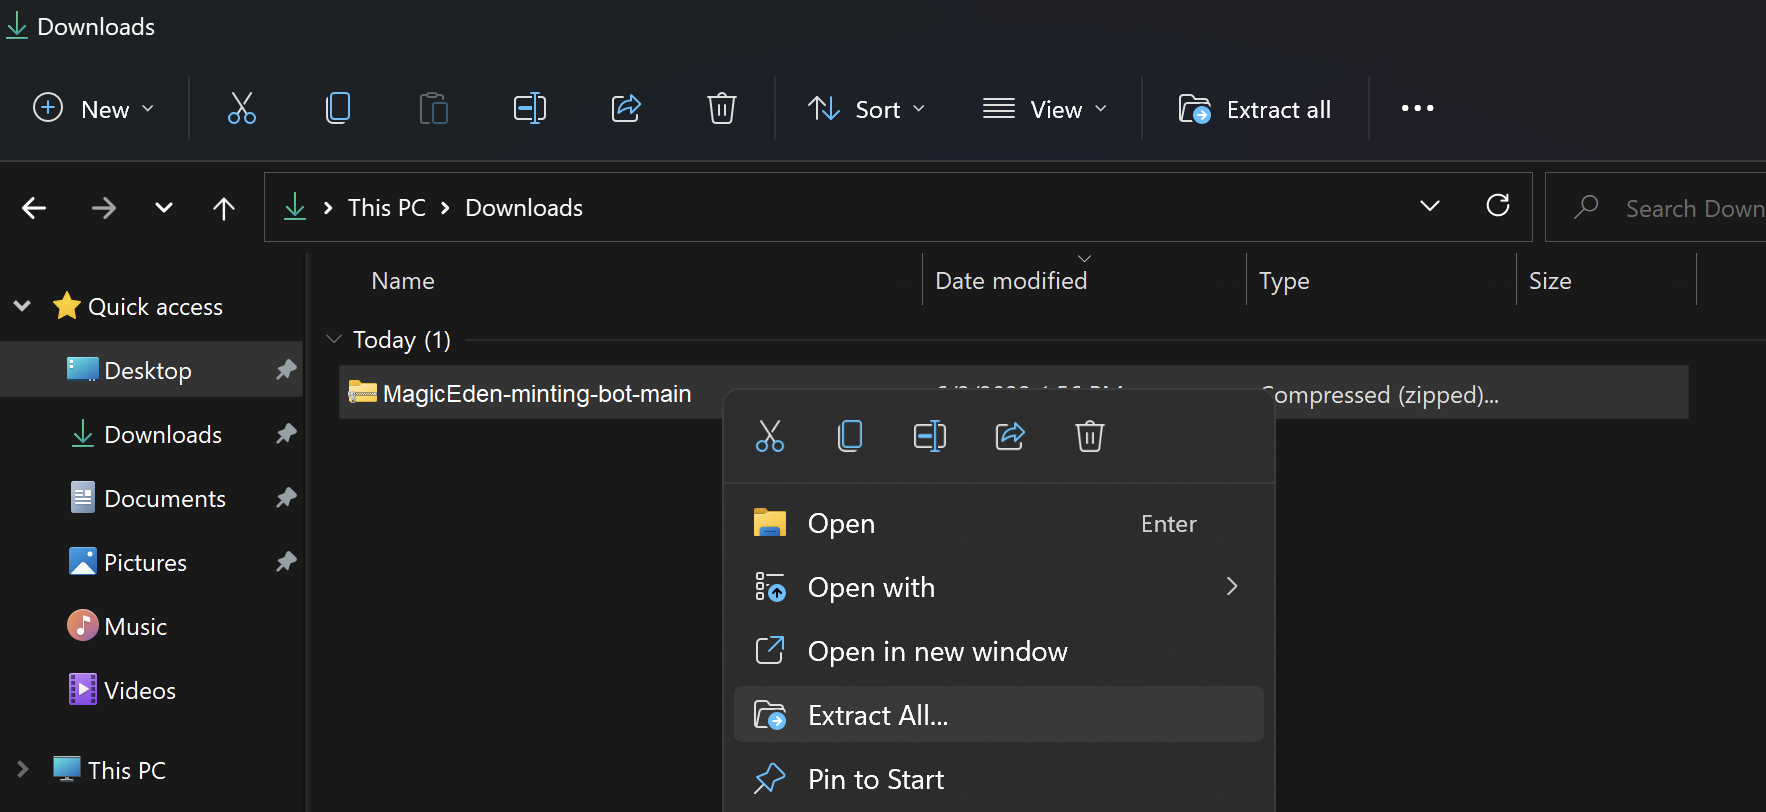 Downloads
New
Sort
View
Extract all
This PC
Downloads
Search Down
Name
Date modified
Type
Size
Quick access
Today (1)
Desktop
MagicEden-minting-bot-main
ompressed (zipped)...
Downloads
Documents
Open
Enter
Pictures
Open with
Music
Open in new window
Videos
Extract All...
This PC
Pin to Start